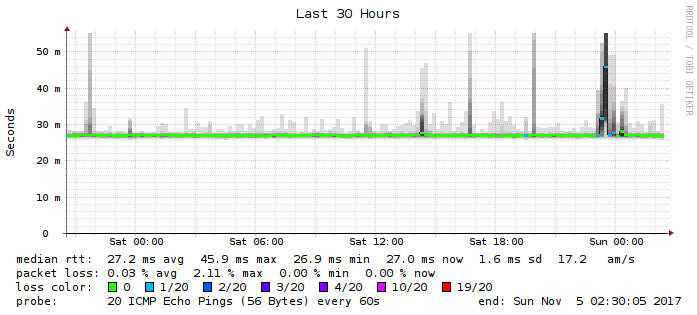 Last 30 Hours
RRDTOOL / TOBI OETIKER
Seconds
50 m
40 m
30 m
20 m
10 m
0
Sat 00:00 Sat 06:00 Sat 12:00 Sat 18:00 Sun 00:00
median rtt: 27.2 ms avg 45.9 ms max 26.9 ms min 27.0 ms now 1.6 ms sd 17.2 am/s
packet loss: 0.03 % avg 2.11 % max 0.00 % min 0.00 % now
loss color: 0 1/20 2/20 3/20 4/20 10/20 19/20
probe: 20 ICMP Echo Pings (56 Bytes) every 60s end: Sun Nov 5 02:30:05 2017